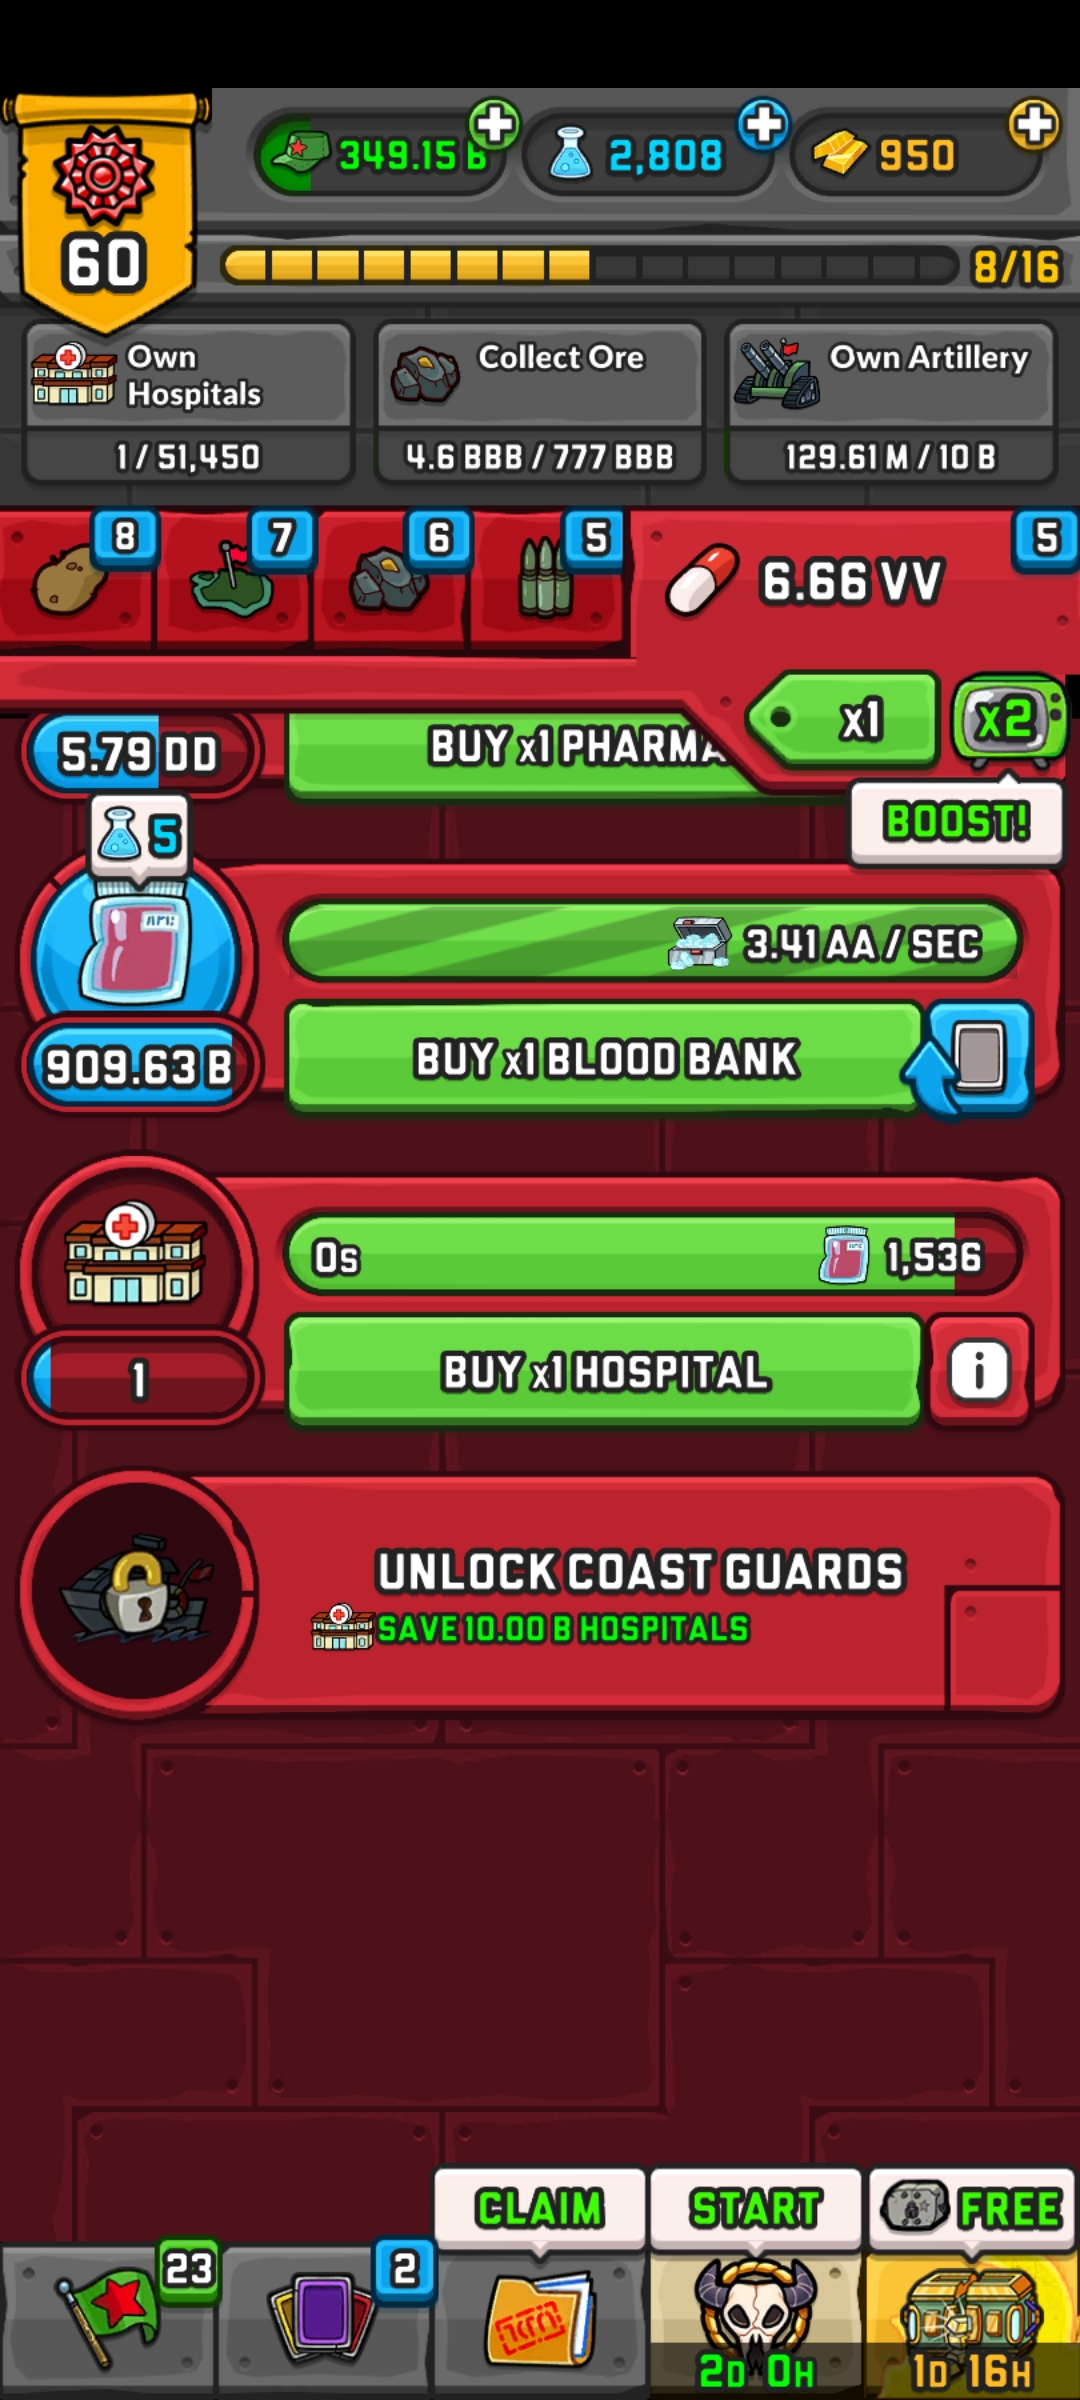 349.15 B
2,808
950
60
8/16
Own
Hospitals
1 / 51,450
Collect Ore
4.6 BBB / 777 BBB
Own Artillery
129.61 M / 10 B
8
7
6
5
6.66 VV
5
x1
x2
BOOST!
5.79 DD
BUY x1 PHARMA
5
3.41 AA / SEC
909.63 B
BUY x1 BLOOD BANK
0s
1,536
1
BUY x1 HOSPITAL
i
UNLOCK COAST GUARDS
SAVE 10.00 B HOSPITALS
CLAIM
START
FREE
23
2
2D 0H
1D 16H